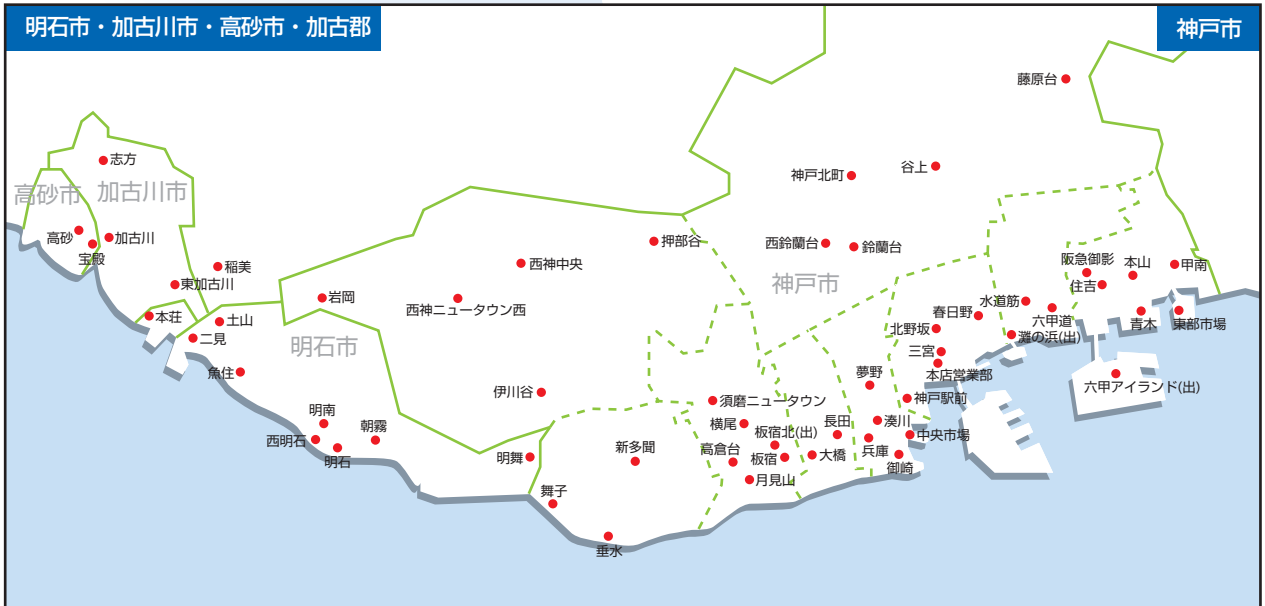 明石市・加古川市・高砂市・加古郡
神戸市
藤原台
志方
高砂市
加古川市
神戸北町
谷上
高砂
宝殿
加古川
押部谷
西鈴蘭台
鈴蘭台
稲美
東加古川
西神中央
神戸市
阪急御影
本山
甲南
住吉
岩岡
西神ニュータウン西
水道筋
春日野
六甲道
青木
東部市場
本荘
土山
二見
明石市
北野坂
灘の浜(出)
三宮
本店営業部
魚住
伊川谷
夢野
六甲アイランド(出)
須磨ニュータウン
神戸駅前
明南
朝霧
横尾
板宿北(出)
長田
湊川
西明石
明石
新多聞
高倉台
板宿
大橋
兵庫
中央市場
明舞
御崎
月見山
舞子
垂水